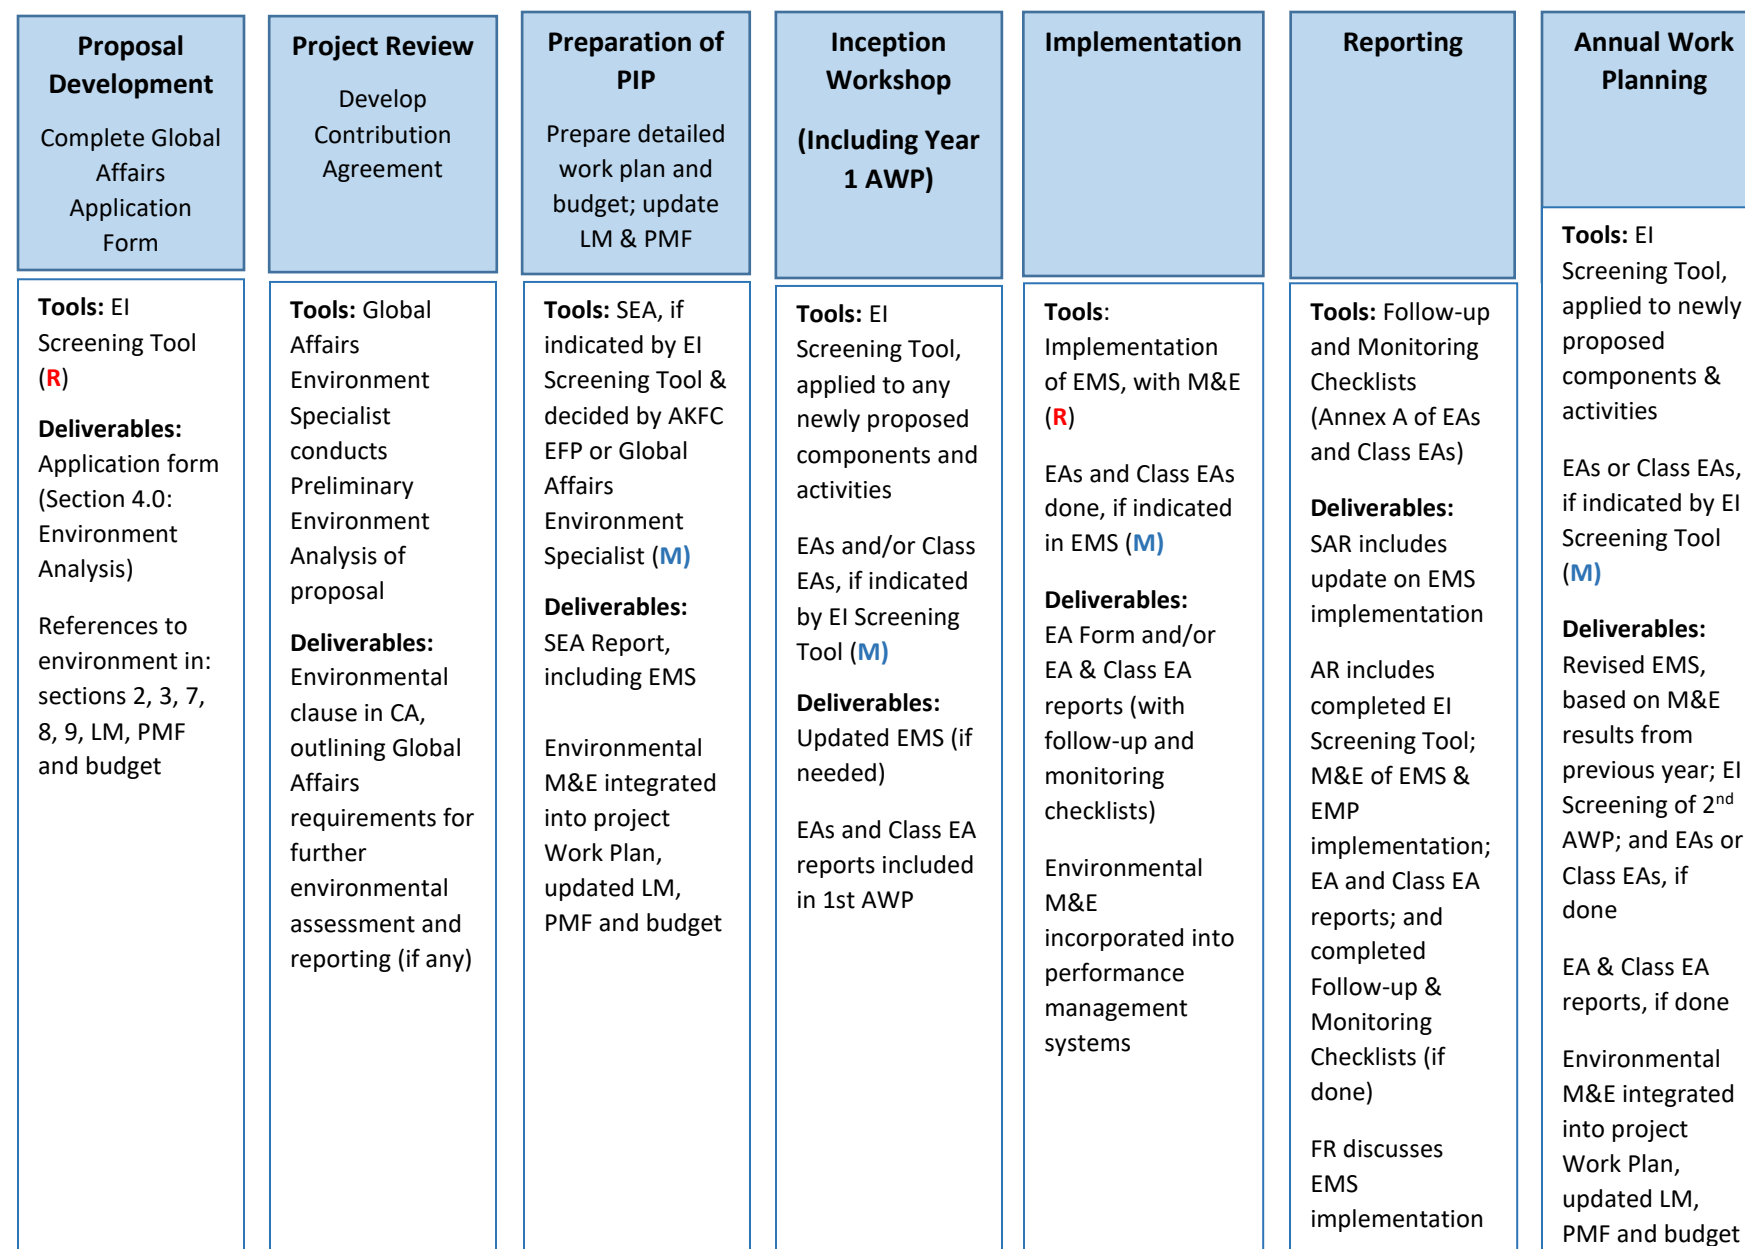 Proposal
Development
Complete Global
Affairs
Application
Form
Tools: EI
Screening Tool
(R)
Deliverables:
Application form
(Section 4.0:
Environment
Analysis)
References to
environment in:
sections 2, 3, 7,
8, 9, LM, PMF
and budget
Project Review
Develop
Contribution
Agreement
Tools: Global
Affairs
Environment
Specialist
conducts
Preliminary
Environment
Analysis of
proposal
Deliverables:
Environmental
clause in CA,
outlining Global
Affairs
requirements for
further
environmental
assessment and
reporting (if any)
Preparation of
PIP
Prepare detailed
work plan and
budget; update
LM & PMF
Tools: SEA, if
indicated by EI
Screening Tool &
decided by AKFC
EFP or Global
Affairs
Environment
Specialist (M)
Deliverables:
SEA Report,
including EMS
Environmental
M&E integrated
into project
Work Plan,
updated LM,
PMF and budget
Inception
Workshop
(Including Year
1 AWP)
Tools: EI
Screening Tool,
applied to any
newly proposed
components and
activities
EAs and/or Class
EAs, if indicated
by EI Screening
Tool (M)
Deliverables:
Updated EMS (if
needed)
EAs and Class EA
reports included
in 1st AWP
Implementation
Tools:
Implementation
of EMS, with M&E
(R)
EAs and Class EAs
done, if indicated
in EMS (M)
Deliverables:
EA Form and/or
EA & Class EA
reports (with
follow-up and
monitoring
checklists)
Environmental
M&E
incorporated into
performance
management
systems
Reporting
Tools: Follow-up
and Monitoring
Checklists
(Annex A of EAs
and Class EAs)
Deliverables:
SAR includes
update on EMS
implementation
AR includes
completed EI
Screening Tool;
M&E of EMS &
EMP
implementation;
EA and Class EA
reports; and
completed
Follow-up &
Monitoring
Checklists (if
done)
FR discusses
EMS
implementation
Annual Work
Planning
Tools: EI
Screening Tool,
applied to newly
proposed
components &
activities
EAs or Class EAs,
if indicated by EI
Screening Tool
(M)
Deliverables:
Revised EMS,
based on M&E
results from
previous year; EI
Screening of 2nd
AWP; and EAs or
Class EAs, if
done
EA & Class EA
reports, if done
Environmental
M&E integrated
into project
Work Plan,
updated LM,
PMF and budget